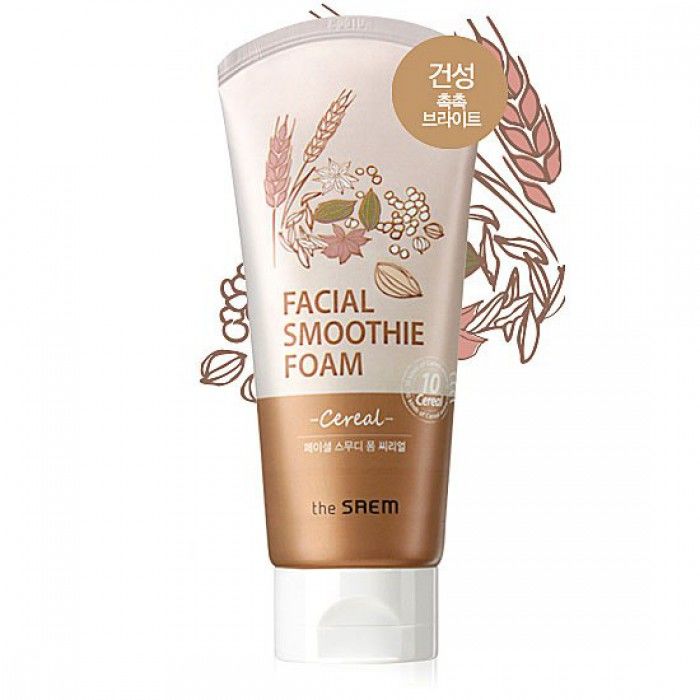 건성
촉촉
브라이트
FACIAL
SMOOTHIE
FOAM
10
Cereal
-Cereal-
페이셜 스무디 폼 씨리얼
the SAEM